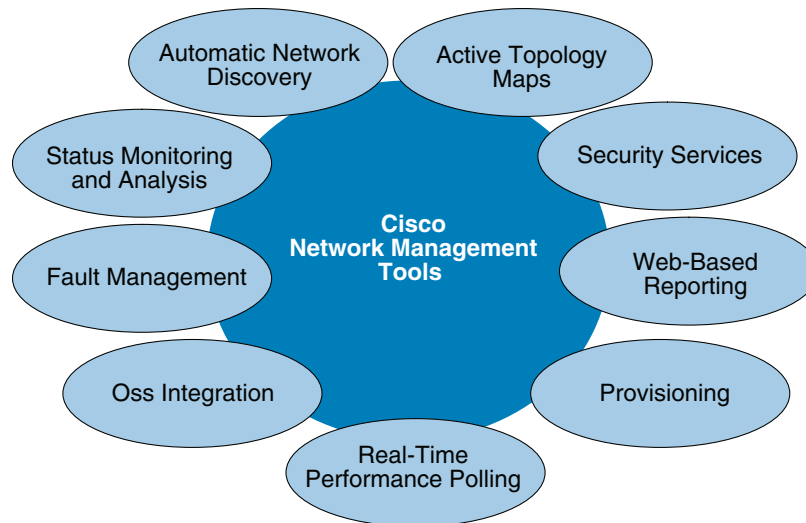 Automatic Network
Discovery
Active Topology
Maps
Status Monitoring
and Analysis
Security Services
Cisco
Network Management
Tools
Fault Management
Web-Based
Reporting
Oss Integration
Provisioning
Real-Time
Performance Polling